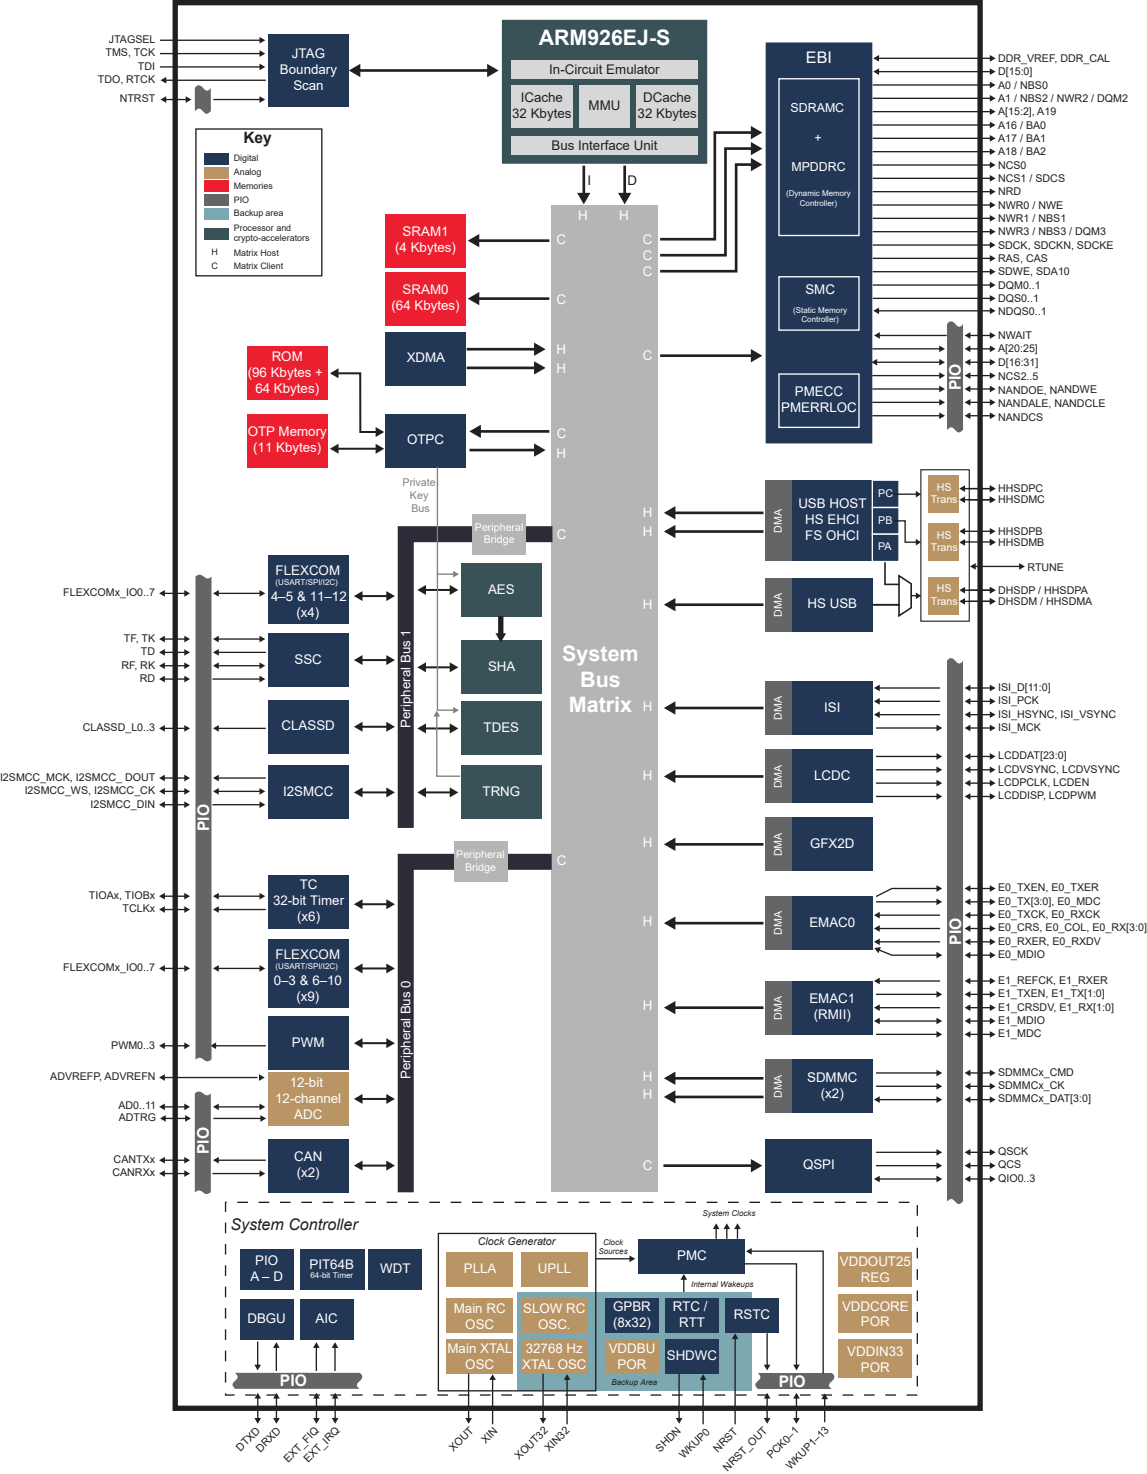 JTAGSEL
TMS, TCK
TDI
TDO, RTCK
NTRST
JTAG
Boundary
Scan
ARM926EJ-S
In-Circuit Emulator
ICache
32 Kbytes
MMU
DCache
32 Kbytes
Bus Interface Unit
I
D
Key
Digital
Analog
Memories
PIO
Backup area
Processor and
crypto-accelerators
H
Matrix Host
C
Matrix Client
EBI
SDRAMC
+
MPDDRC
(Dynamic Memory
Controller)
SMC
(Static Memory
Controller)
PMECC
PMERRLOC
DDR_VREF, DDR_CAL
D[15:0]
A0 / NBS0
A1 / NBS2 / NWR2 / DQM2
A[15:2], A19
A16 / BA0
A17 / BA1
A18 / BA2
NCS0
NCS1 / SDCS
NRD
NWR0 / NWE
NWR1 / NBS1
NWR3 / NBS3 / DQM3
SDCK, SDCKN, SDCKE
RAS, CAS
SDWE, SDA10
DQM0..1
DQS0..1
NDQS0..1
NWAIT
A[20:25]
D[16:31]
NCS2..5
NANDOE, NANDWE
NANDALE, NANDCLE
NANDCS
PIO
H
H
SRAM1
(4 Kbytes)
C
C
C
C
SRAM0
(64 Kbytes)
C
XDMA
H
H
C
ROM
(96 Kbytes +
64 Kbytes)
OTP Memory
(11 Kbytes)
OTPC
C
H
Private
Key
Bus
Peripheral
Bridge
C
System
Bus
Matrix
Peripheral Bus 1
FLEXCOM
(USART/SPI/I2C)
4–5 & 11–12
(x4)
SSC
CLASSD
I2SMCC
AES
SHA
TDES
TRNG
FLEXCOMx_IO0..7
TF, TK
TD
RF, RK
RD
CLASSD_L0..3
I2SMCC_MCK, I2SMCC_DOUT
I2SMCC_WS, I2SMCC_CK
I2SMCC_DIN
PIO
H
H
DMA
USB HOST
HS EHCI
FS OHCI
PC
PB
PA
HS
Trans
HS
Trans
HS
Trans
HHSDPC
HHSDMC
HHSDPB
HHSDMB
RTUNE
DHSDP / HHSDPA
DHSDM / HHSDMA
H
DMA
HS USB
H
DMA
ISI
ISI_D[11:0]
ISI_PCK
ISI_HSYNC, ISI_VSYNC
ISI_MCK
H
DMA
LCDC
LCDDAT[23:0]
LCDVSYNC, LCDVSYNC
LCDPCLK, LCDEN
LCDDISP, LCDPWM
H
DMA
GFX2D
H
DMA
EMAC0
PIO
E0_TXEN, E0_TXER
E0_TX[3:0], E0_MDC
E0_TXCK, E0_RXCK
E0_CRS, E0_COL, E0_RX[3:0]
E0_RXER, E0_RXDV
E0_MDIO
H
DMA
EMAC1
(RMII)
E1_REFCK, E1_RXER
E1_TXEN, E1_TX[1:0]
E1_CRSDV, E1_RX[1:0]
E1_MDIO
E1_MDC
H
H
DMA
SDMMC
(x2)
SDMMCx_CMD
SDMMCx_CK
SDMMCx_DAT[3:0]
C
QSPI
QSCK
QCS
QIO0..3
Peripheral
Bridge
C
Peripheral Bus 0
TIOAx, TIOBx
TCLKx
TC
32-bit Timer
(x6)
FLEXCOMx_IO0..7
FLEXCOM
(USART/SPI/I2C)
0–3 & 6–10
(x9)
PWM0..3
PWM
ADVREFP, ADVREFN
AD0..11
ADTRG
12-bit
12-channel
ADC
PIO
CANTXx
CANRXx
CAN
(x2)
System Controller
PIO
A – D
PIT64B
64-bit Timer
WDT
DBGU
AIC
PIO
Clock Generator
PLLA
UPLL
Main RC
OSC
SLOW RC
OSC.
Main XTAL
OSC
32768 Hz
XTAL OSC
Clock
Sources
System Clocks
PMC
Internal Wakeups
GPBR
(8x32)
RTC /
RTT
RSTC
VDDBU
POR
SHDWC
Backup Area
PIO
VDDOUT25
REG
VDDCORE
POR
VDDIN33
POR
DTXD
DRXD
EXT_FIQ
EXT_IRQ
XOUT
XIN
XOUT32
XIN32
SHDN
WKUP0
NRST
NRST_OUT
PCK0–1
WKUP1–13